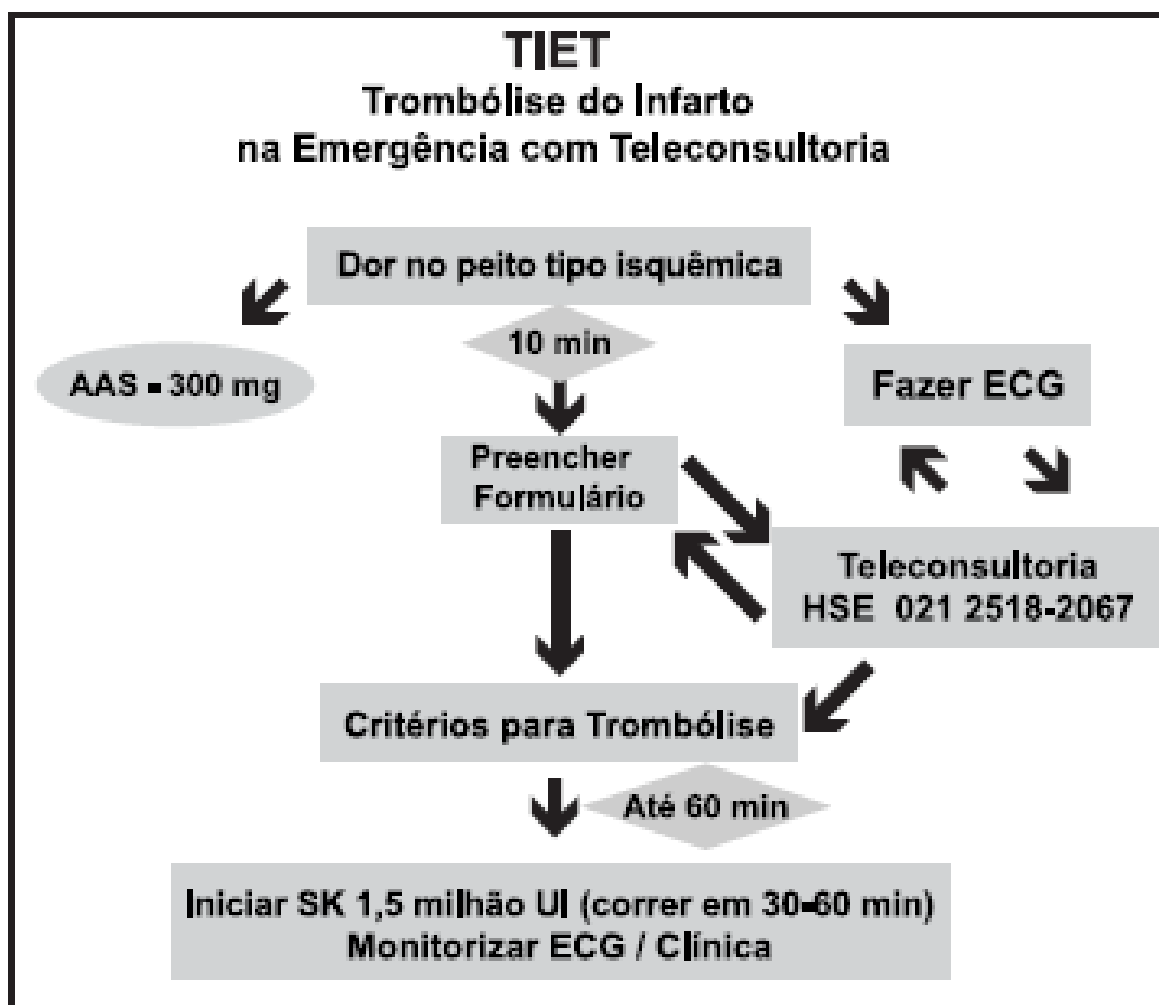 TIET
Trombólise do Infarto
na Emergência com Teleconsultoria
Dor no peito tipo isquêmica
10 min
AAS - 300 mg
Fazer ECG
Preencher
Formulário
Teleconsultoria
HSE 021 2518-2067
Critérios para Trombólise
Até 60 min
Iniciar SK 1,5 milhão UI (correr em 30-60 min)
Monitorizar ECG / Clínica